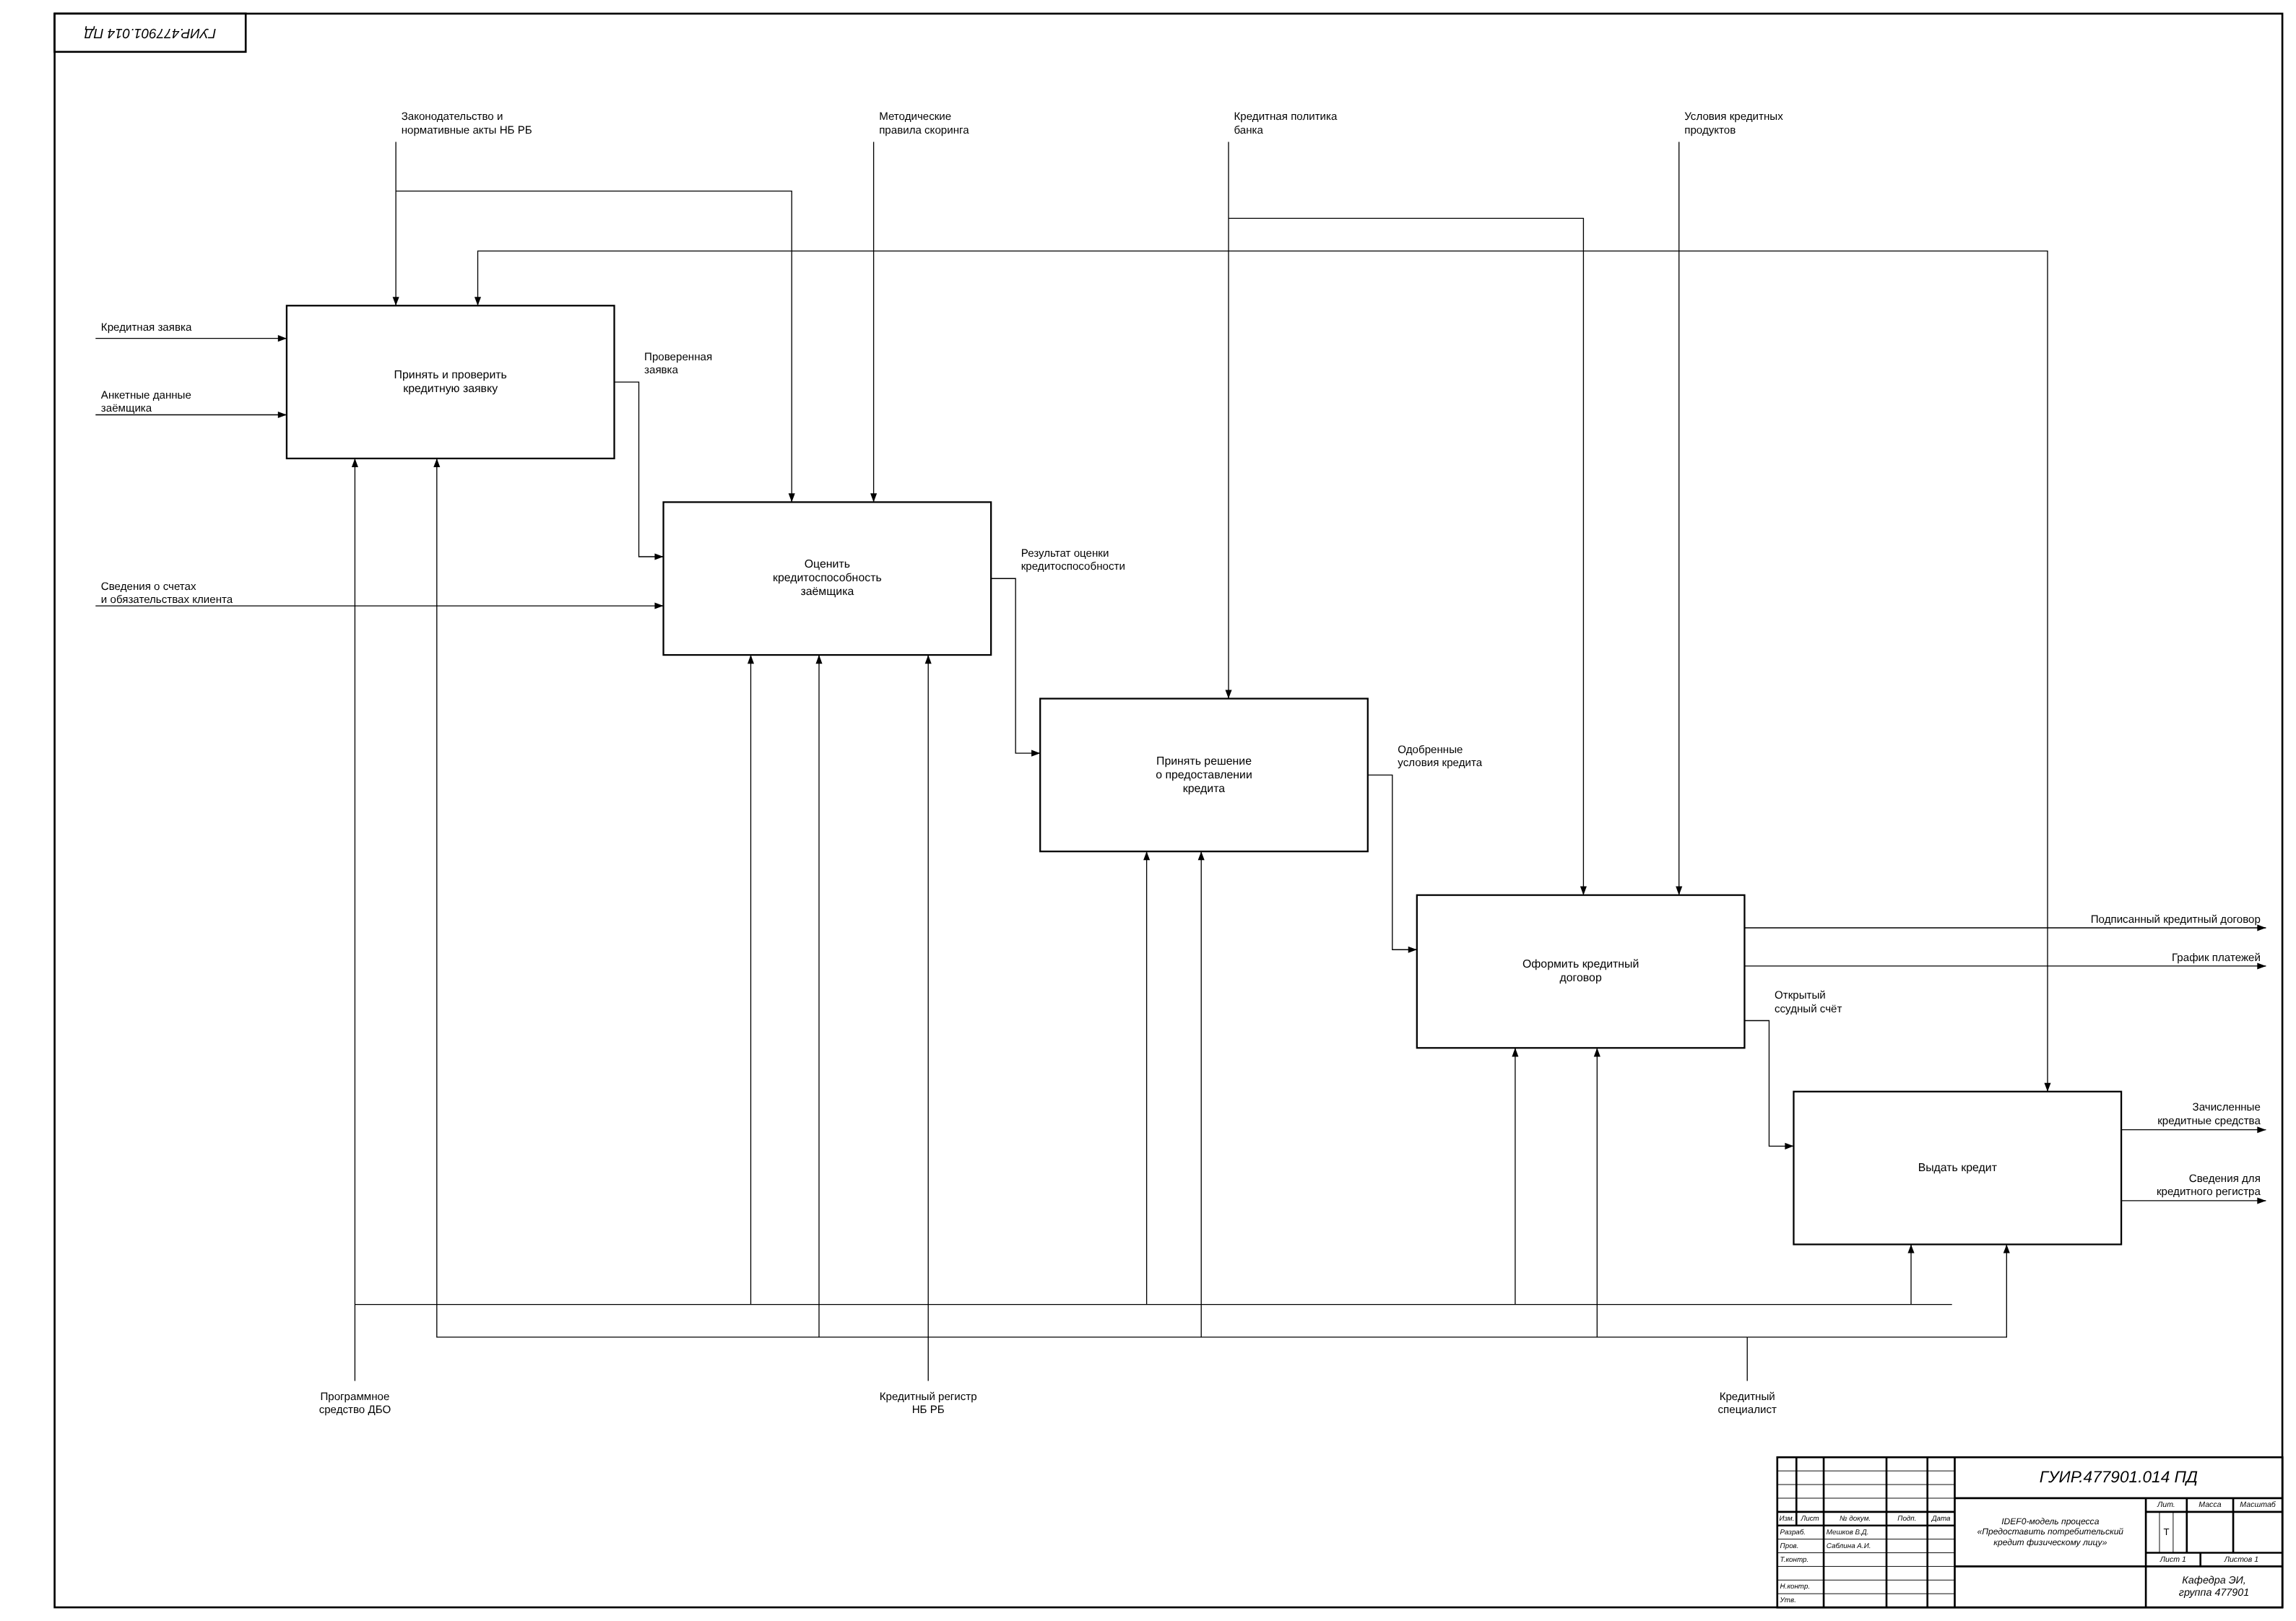 ГУИР.477901.014 ПД
Законодательство и
нормативные акты НБ РБ
Методические
правила скоринга
Кредитная политика
банка
Условия кредитных
продуктов
Кредитная заявка
Анкетные данные
заёмщика
Принять и проверить
кредитную заявку
Проверенная
заявка
Сведения о счетах
и обязательствах клиента
Оценить
кредитоспособность
заёмщика
Результат оценки
кредитоспособности
Принять решение
о предоставлении
кредита
Одобренные
условия кредита
Оформить кредитный
договор
Подписанный кредитный договор
График платежей
Открытый
ссудный счёт
Выдать кредит
Зачисленные
кредитные средства
Сведения для
кредитного регистра
Программное
средство ДБО
Кредитный регистр
НБ РБ
Кредитный
специалист
ГУИР.477901.014 ПД
Изм. Лист № докум. Подп. Дата
Разраб. Мешков В.Д.
Пров. Саблина А.И.
Т.контр.
Н.контр.
Утв.
IDEF0-модель процесса
«Предоставить потребительский
кредит физическому лицу»
Лит. Масса Масштаб
Т
Лист 1 Листов 1
Кафедра ЭИ,
группа 477901